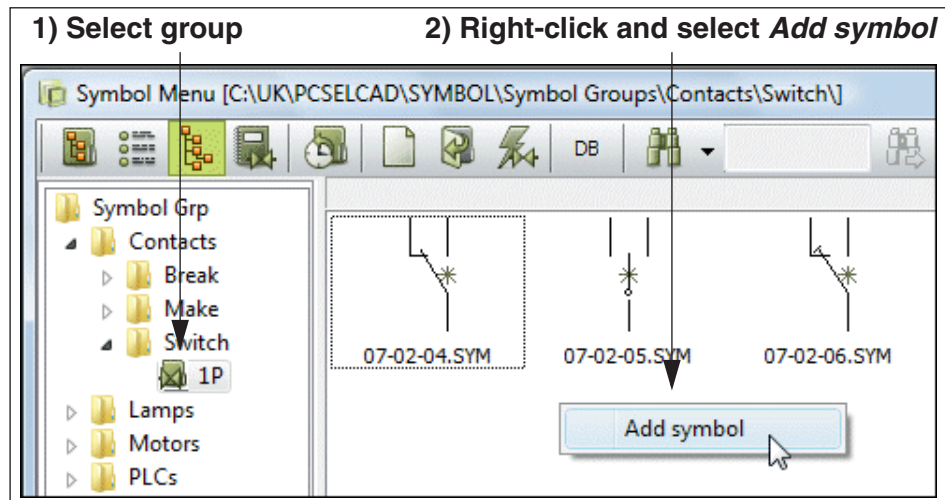 1) Select group
2) Right-click and select Add symbol
Symbol Menu [C:\UK\PCSELCAD\SYMBOL\Symbol Groups\Contacts\Switch\]
DB
Symbol Grp
Contacts
Break
Make
Switch
1P
Lamps
Motors
PLCs
07-02-04.SYM
07-02-05.SYM
07-02-06.SYM
Add symbol